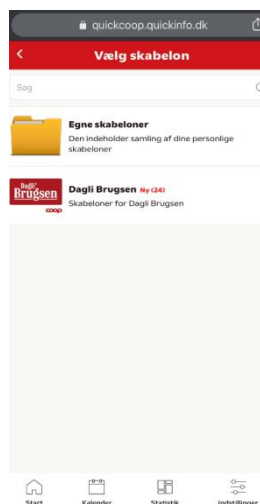 quickcoop.quickinfo.dk
Vælg skabelon
Søg
Egne skabeloner
Den indeholder samling af dine personlige
skabeloner
Dagli'
Brugsen
coop
Dagli Brugsen Ny (24)
Skabeloner for Dagli Brugsen
Start
Kalender
Statistik
Indstillinger